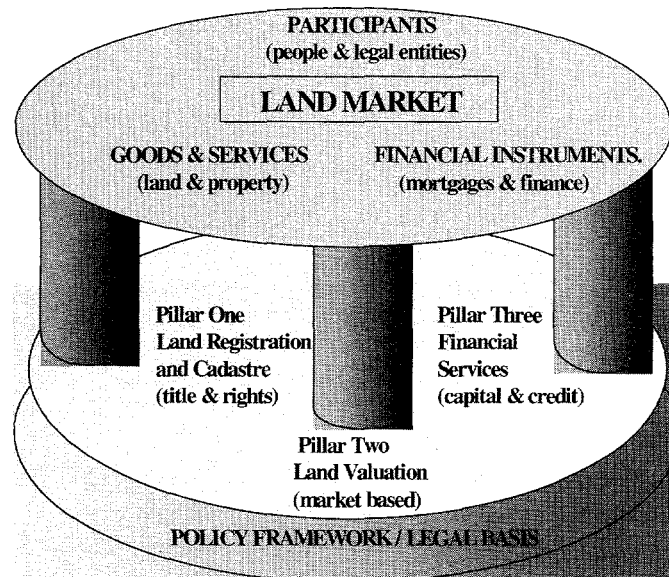 PARTICIPANTS
(people & legal entities)
LAND MARKET
GOODS & SERVICES
(land & property)
FINANCIAL INSTRUMENTS.
(mortgages & finance)
Pillar One
Land Registration
and Cadastre
(title & rights)
Pillar Two
Land Valuation
(market based)
Pillar Three
Financial
Services
(capital & credit)
POLICY FRAMEWORK / LEGAL BASIS